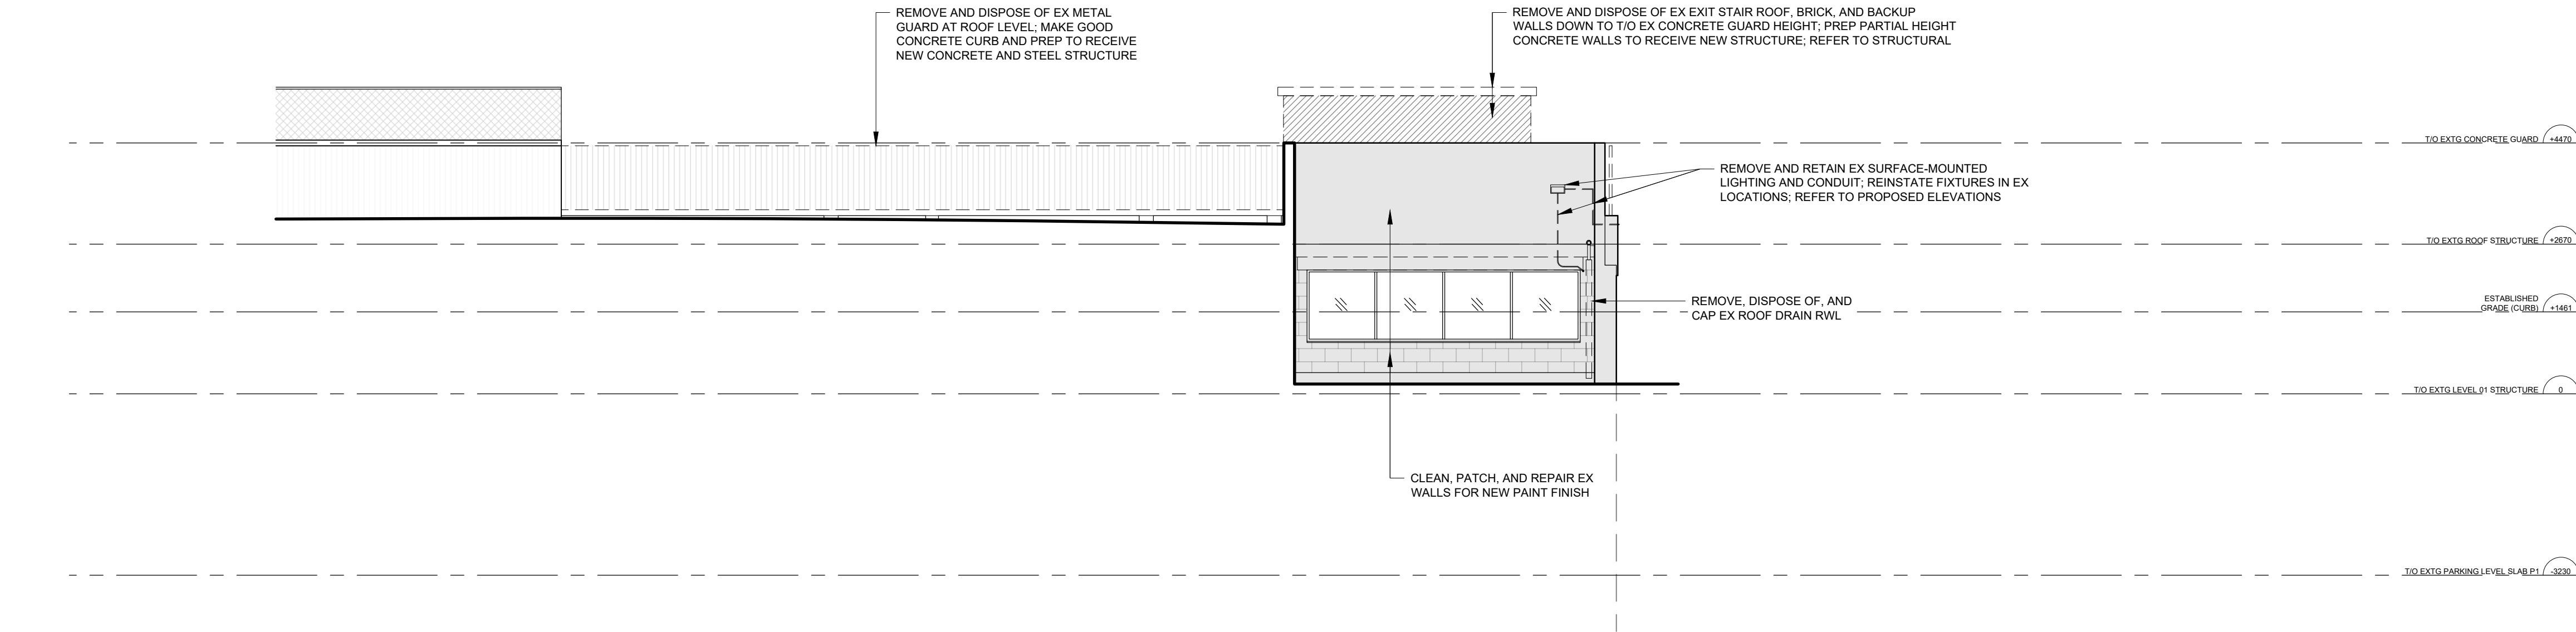 REMOVE AND DISPOSE OF EX METAL
GUARD AT ROOF LEVEL; MAKE GOOD
CONCRETE CURB AND PREP TO RECEIVE
NEW CONCRETE AND STEEL STRUCTURE
REMOVE AND DISPOSE OF EX EXIT STAIR ROOF, BRICK, AND BACKUP
WALLS DOWN TO T/O EX CONCRETE GUARD HEIGHT; PREP PARTIAL HEIGHT
CONCRETE WALLS TO RECEIVE NEW STRUCTURE; REFER TO STRUCTURAL
T/O EXTG CONCRETE GUARD +4470
REMOVE AND RETAIN EX SURFACE-MOUNTED
LIGHTING AND CONDUIT; REINSTATE FIXTURES IN EX
LOCATIONS; REFER TO PROPOSED ELEVATIONS
T/O EXTG ROOF STRUCTURE +2670
REMOVE, DISPOSE OF, AND
CAP EX ROOF DRAIN RWL
ESTABLISHED
GRADE (CURB) +1461
T/O EXTG LEVEL 01 STRUCTURE 0
CLEAN, PATCH, AND REPAIR EX
WALLS FOR NEW PAINT FINISH
T/O EXTG PARKING LEVEL SLAB P1 -3230